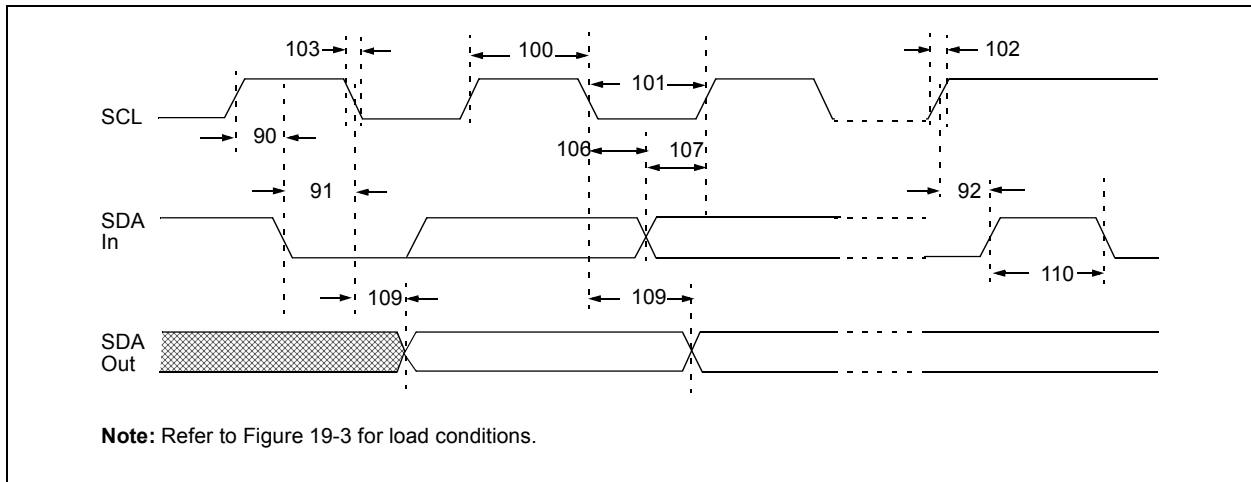 103
100
102
101
SCL
90
106
107
91
92
SDA
In
110
109
109
SDA
Out
Note: Refer to Figure 19-3 for load conditions.